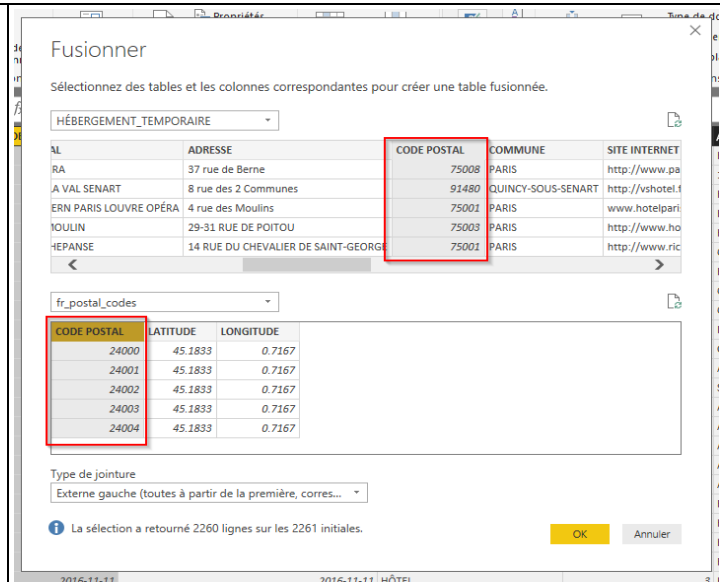 Propriétés
Type de do
Fusionner
Sélectionnez des tables et les colonnes correspondantes pour créer une table fusionnée.
HÉBERGEMENT_TEMPORAIRE
AL ADRESSE CODE POSTAL COMMUNE SITE INTERNET
RA 37 rue de Berne 75008 PARIS http://www.pa
A VAL SENART 8 rue des 2 Communes 91480 QUINCY-SOUS-SENART http://vshotel.f
ERN PARIS LOUVRE OPÉRA 4 rue des Moulins 75001 PARIS www.hotelpari
MOULIN 29-31 RUE DE POITOU 75003 PARIS http://www.ho
HEPANSE 14 RUE DU CHEVALIER DE SAINT-GEORGE 75001 PARIS http://www.ric
fr_postal_codes
CODE POSTAL LATITUDE LONGITUDE
24000 45.1833 0.7167
24001 45.1833 0.7167
24002 45.1833 0.7167
24003 45.1833 0.7167
24004 45.1833 0.7167
Type de jointure
Externe gauche (toutes à partir de la première, corres...
La sélection a retourné 2260 lignes sur les 2261 initiales.
OK Annuler
2016-11-11 2016-11-11 HÔTEL